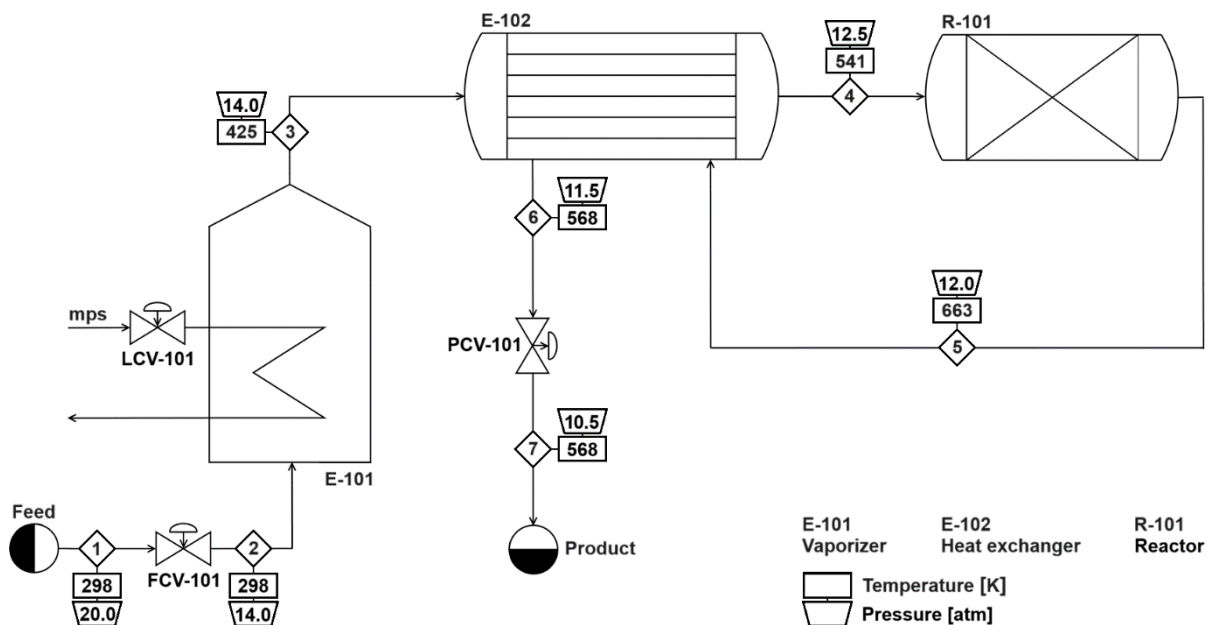 E-102
R-101
12.5
541
4
14.0
425
3
11.5
568
6
mps
LCV-101
PCV-101
12.0
663
5
10.5
568
7
E-101
Feed
1
2
FCV-101
298
20.0
298
14.0
Product
E-101
Vaporizer
E-102
Heat exchanger
R-101
Reactor
Temperature [K]
Pressure [atm]